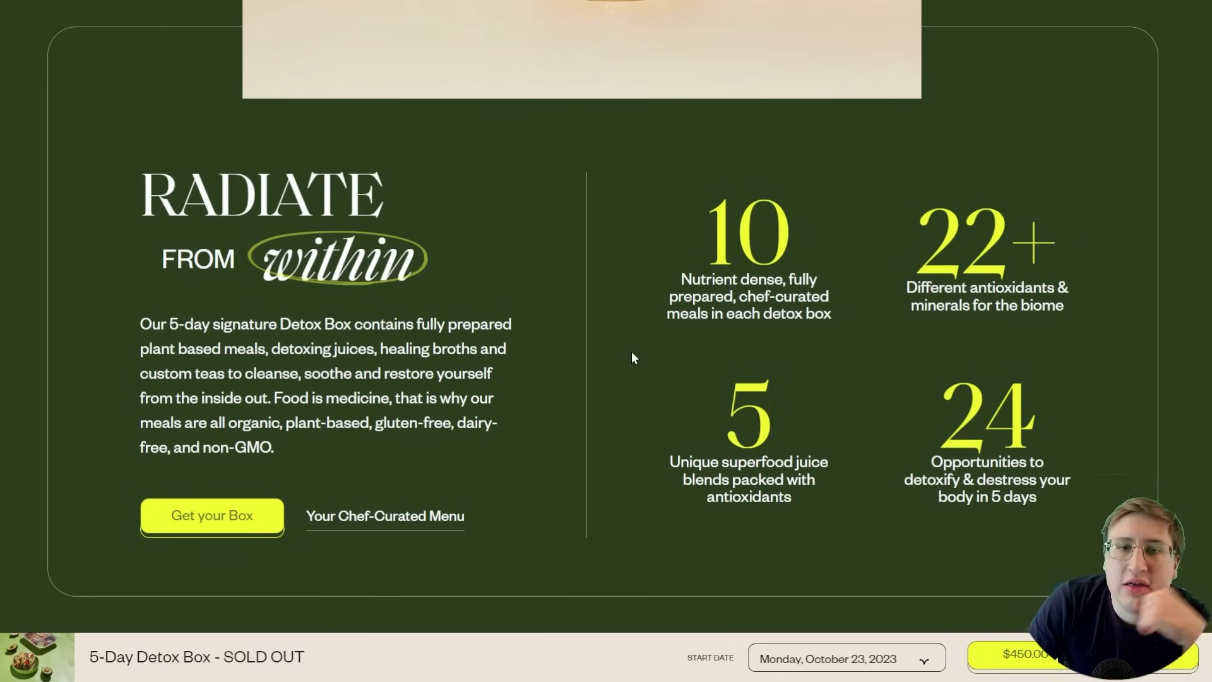 RADIATE
FROM within
Our 5-day signature Detox Box contains fully prepared
plant based meals, detoxing juices, healing broths and
custom teas to cleanse, soothe and restore yourself
from the inside out. Food is medicine, that is why our
meals are all organic, plant-based, gluten-free, dairy-
free, and non-GMO.
Get your Box
Your Chef-Curated Menu
10
Nutrient dense, fully
prepared, chef-curated
meals in each detox box
22+
Different antioxidants &
minerals for the biome
5
Unique superfood juice
blends packed with
antioxidants
24
Opportunities to
detoxify & destress your
body in 5 days
5-Day Detox Box - SOLD OUT
START DATE
Monday, October 23, 2023
$450.00